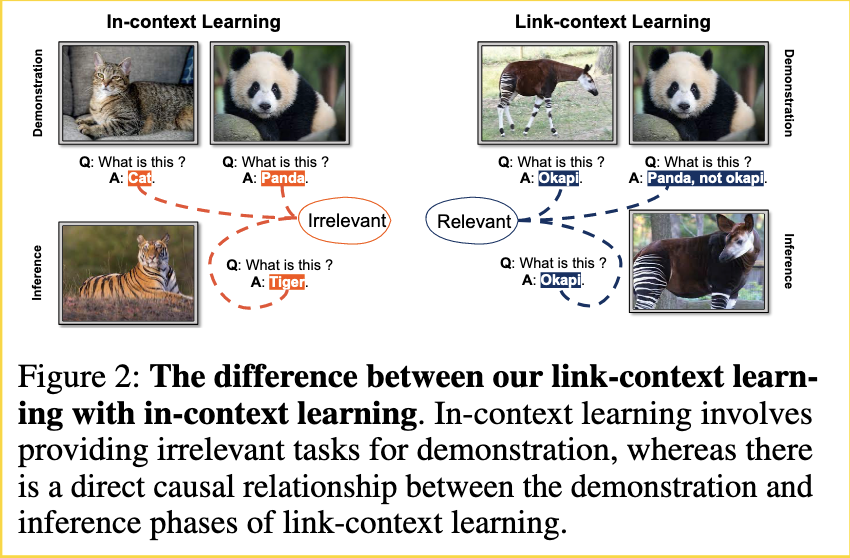 In-context Learning
Link-context Learning
Demonstration
Q: What is this ?
A: Cat.
Q: What is this ?
A: Panda.
Irrelevant
Inference
Q: What is this ?
A: Tiger.
Demonstration
Q: What is this ?
A: Okapi.
Q: What is this ?
A: Panda, not okapi.
Relevant
Inference
Q: What is this ?
A: Okapi.
Figure 2: The difference between our link-context learn-
ing with in-context learning. In-context learning involves
providing irrelevant tasks for demonstration, whereas there
is a direct causal relationship between the demonstration and
inference phases of link-context learning.